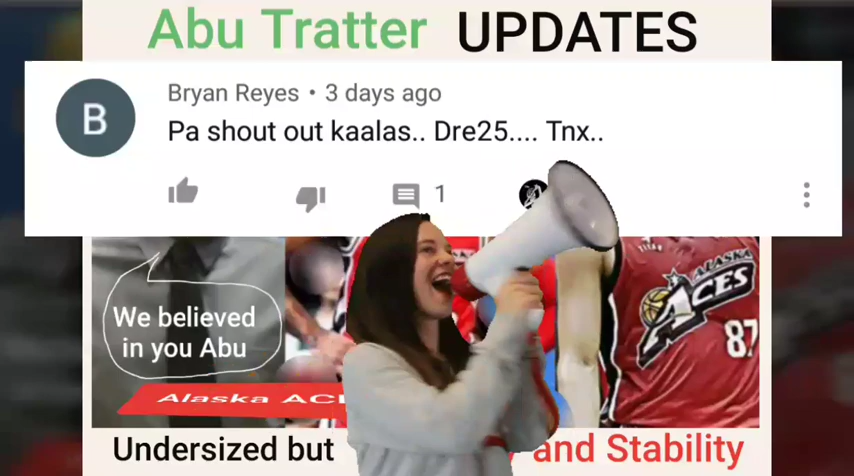 Abu Tratter UPDATES
Bryan Reyes • 3 days ago
Pa shout out kaalas.. Dre25.... Tnx..
1
TITAN
ALASKA
ACES
87
We believed
in you Abu
Alaska AC
Undersized but and Stability